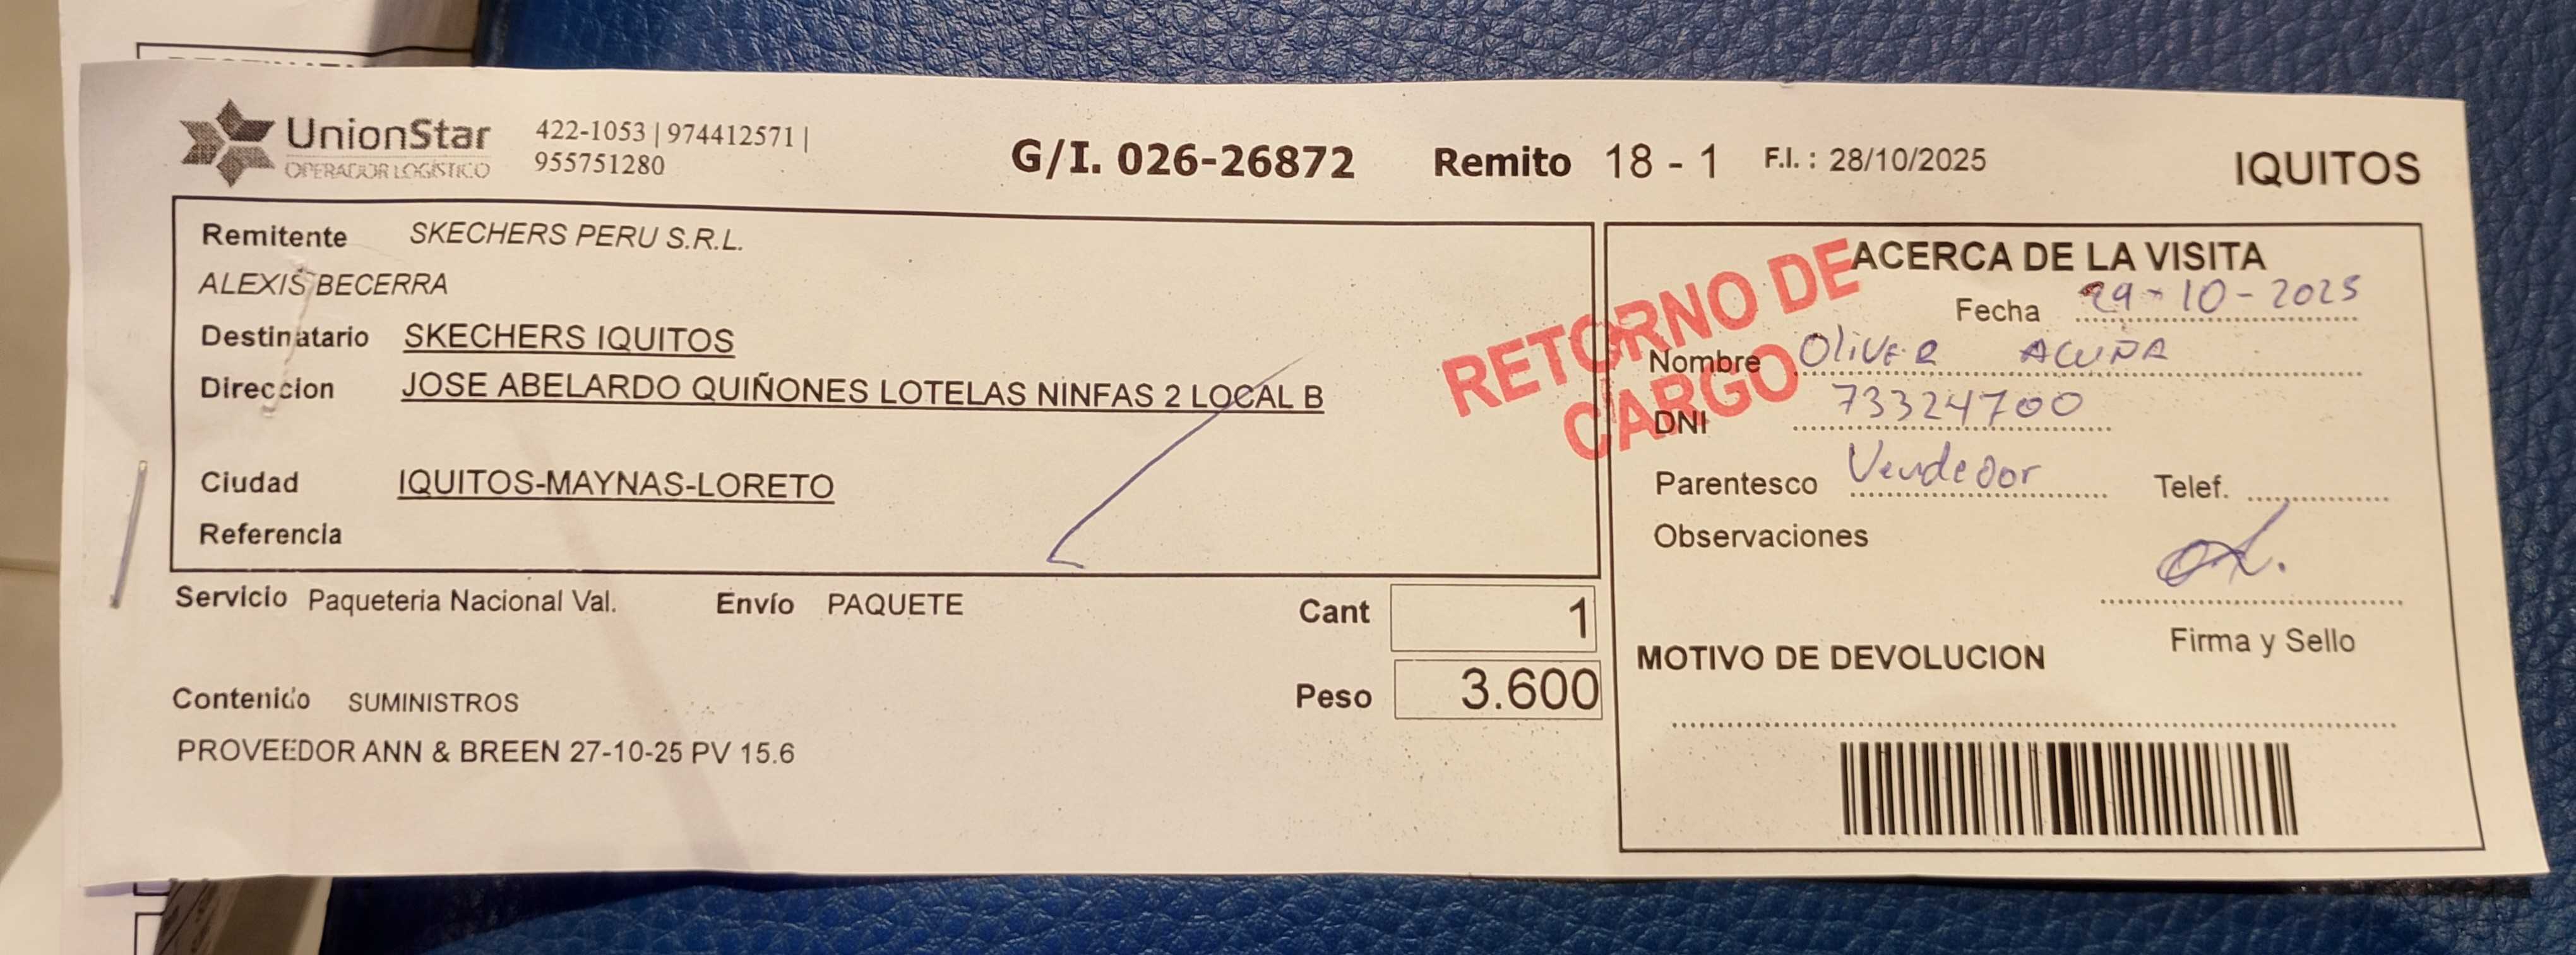 UnionStar
OPERADOR LOGÍSTICO
422-1053 | 974412571 |
955751280
G/I. 026-26872 Remito 18 - 1 F.I. : 28/10/2025 IQUITOS
Remitente SKECHERS PERU S.R.L.
ALEXIS BECERRA
Destinatario SKECHERS IQUITOS
Direccion JOSE ABELARDO QUIÑONES LOTELAS NINFAS 2 LOCAL B
Ciudad IQUITOS-MAYNAS-LORETO
Referencia
Servicio Paqueteria Nacional Val. Envío PAQUETE
Cant 1
Peso 3.600
Contenido SUMINISTROS
PROVEEDOR ANN & BREEN 27-10-25 PV 15.6
RETORNO DE
CARGO
ACERCA DE LA VISITA
Fecha 29-10-2025
Nombre OliVER ACUÑA
DNI 73324700
Parentesco Vendedor Telef.
Observaciones
Firma y Sello
MOTIVO DE DEVOLUCION